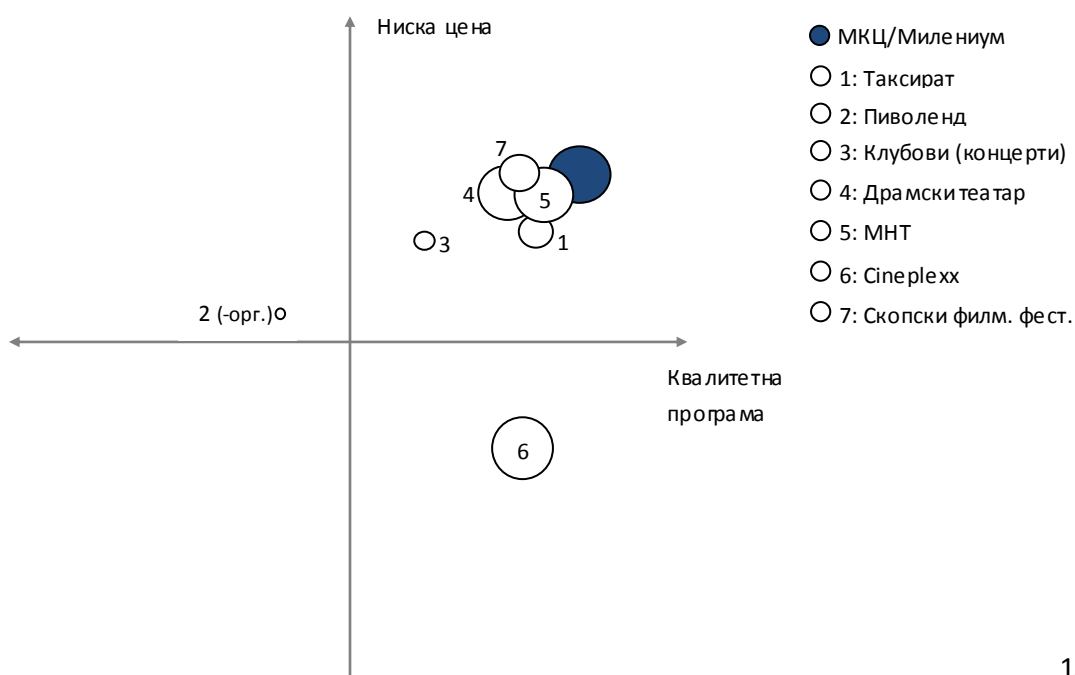 Ниска цена
МКЦ/Милениум
1: Таксират
2: Пиволенд
3: Клубови (концерти)
4: Драмски театар
5: МНТ
6: Cineplexx
7: Скопски филм. фест.
7
4
5
3
1
2 (-орг.)
Квалитетна
програма
6
1